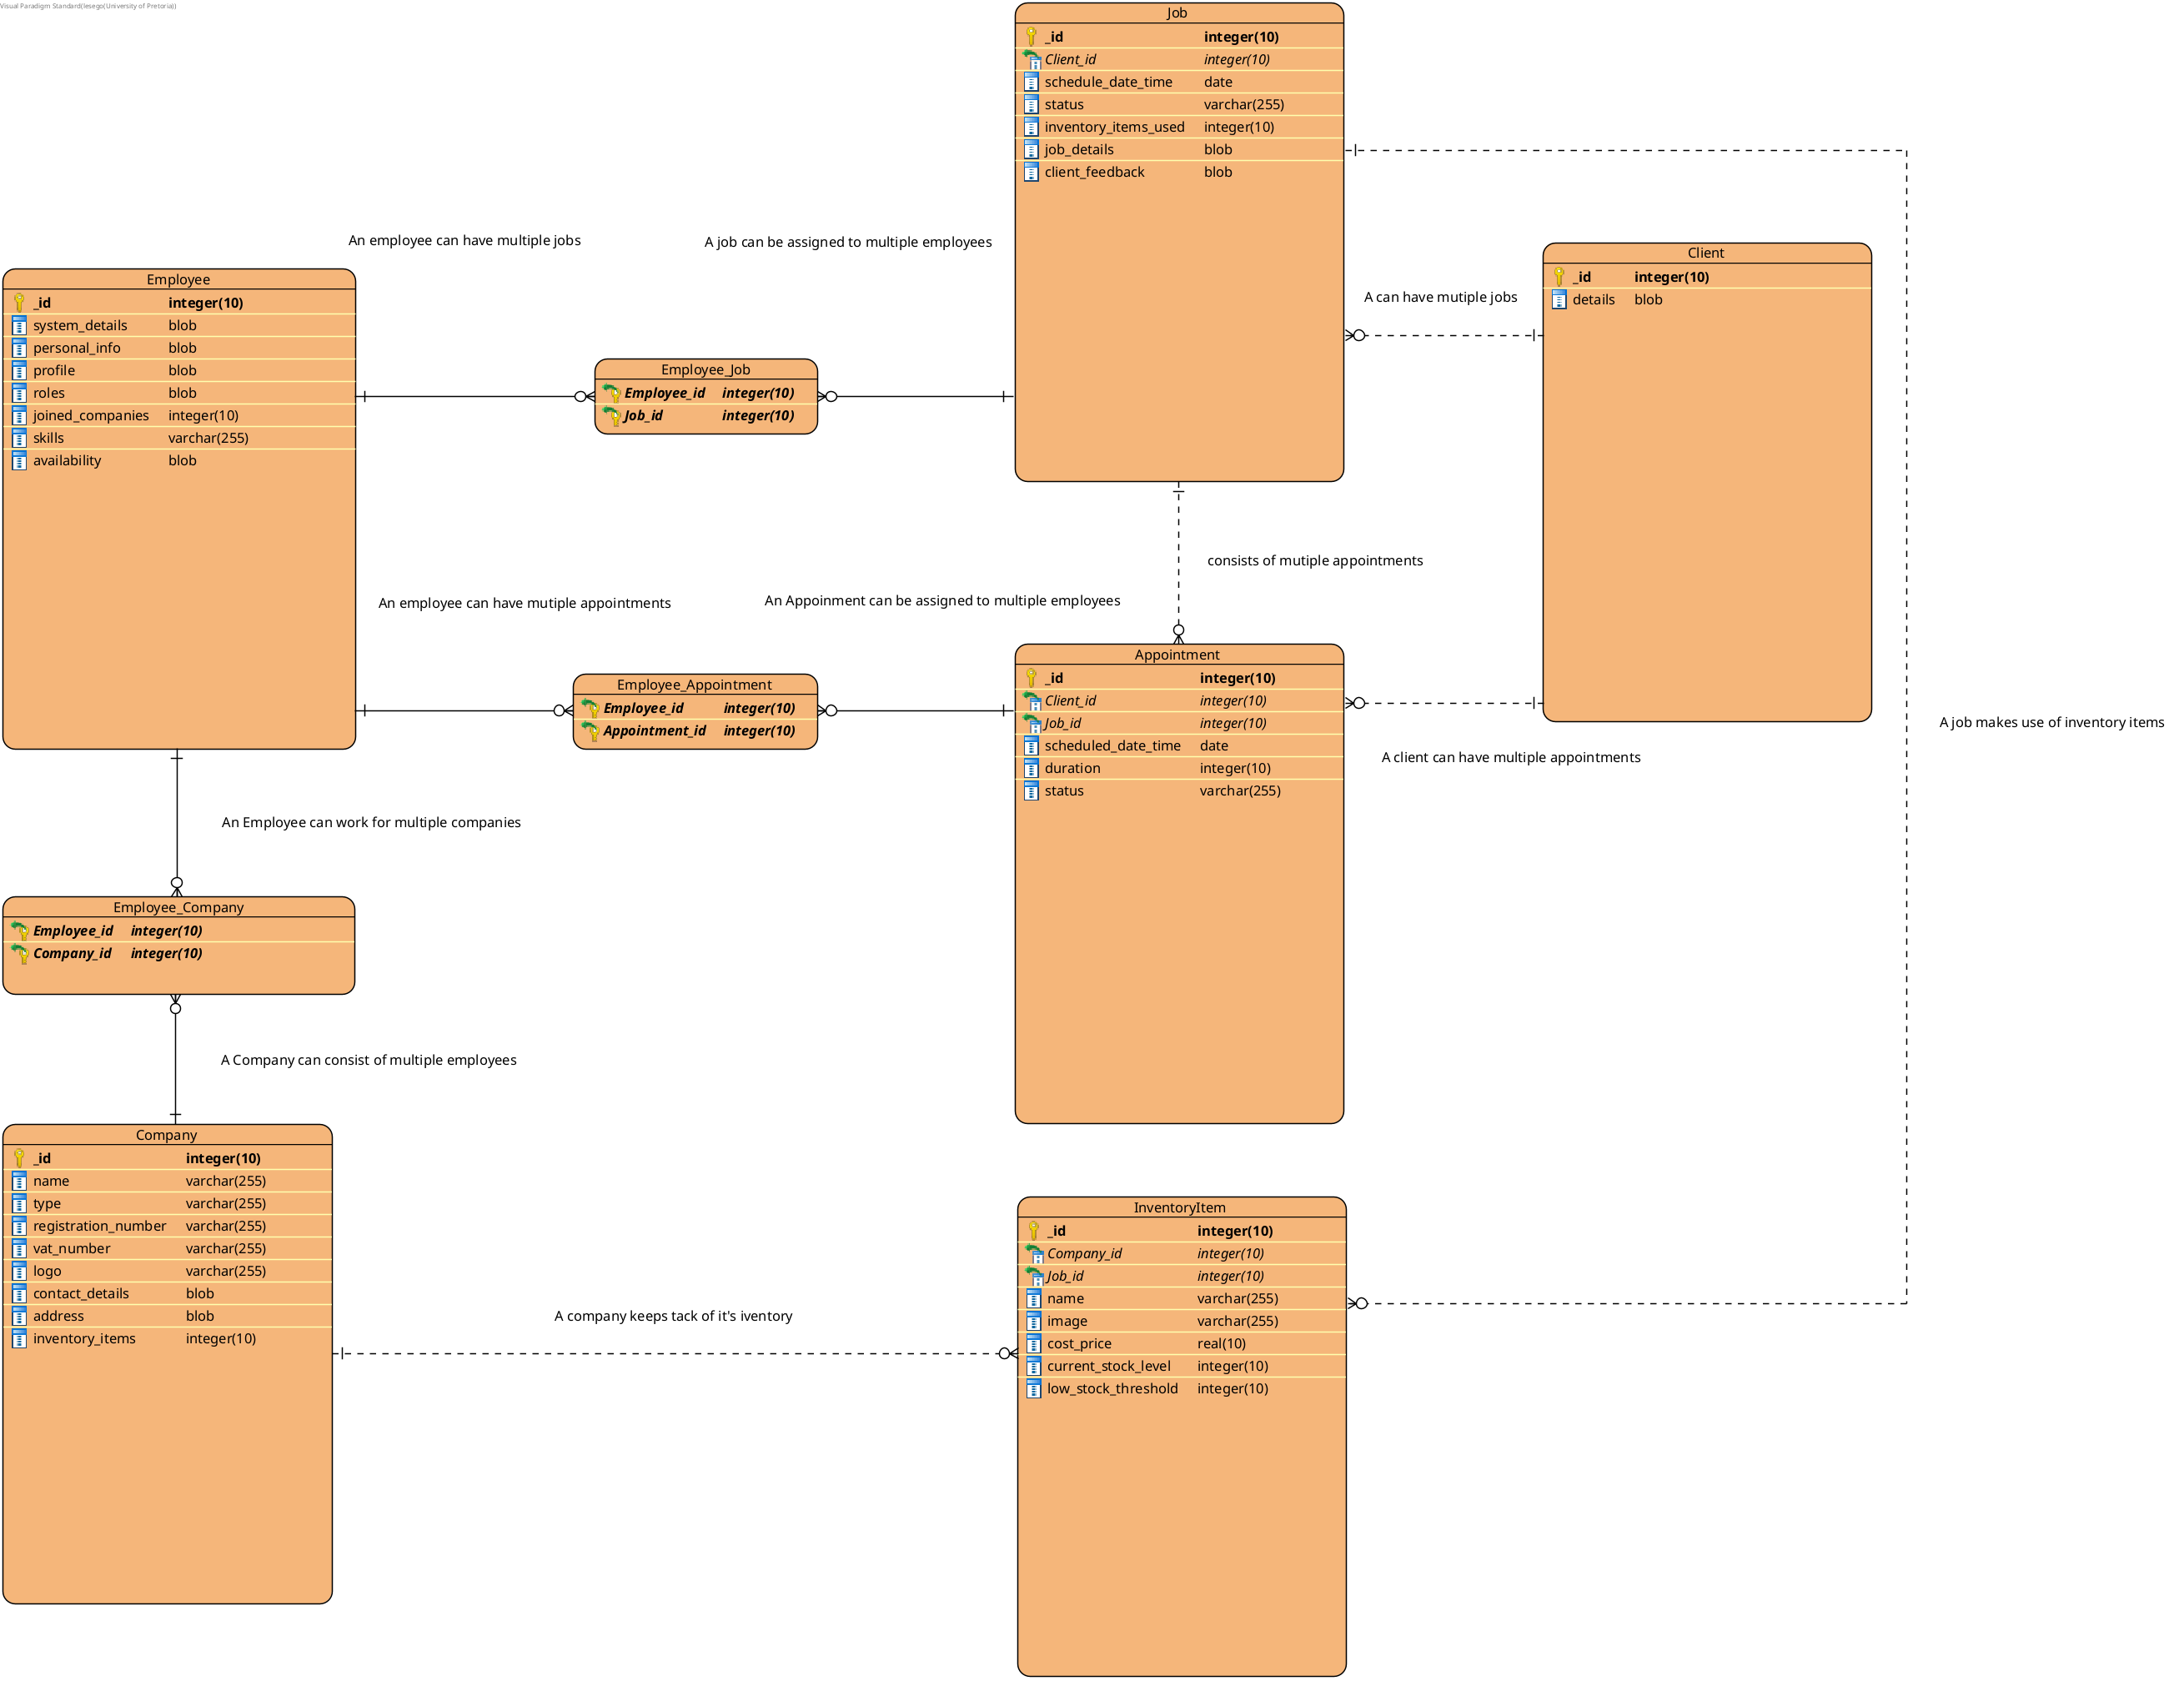 Visual Paradigm Standard(lesego(University of Pretoria))
Job
_id integer(10)
Client_id integer(10)
schedule_date_time date
status varchar(255)
inventory_items_used integer(10)
job_details blob
client_feedback blob
An employee can have multiple jobs
A job can be assigned to multiple employees
Client
_id integer(10)
details blob
A can have mutiple jobs
Employee
_id integer(10)
system_details blob
personal_info blob
profile blob
roles blob
joined_companies integer(10)
skills varchar(255)
availability blob
Employee_Job
Employee_id integer(10)
Job_id integer(10)
consists of mutiple appointments
An employee can have mutiple appointments
An Appoinment can be assigned to multiple employees
Employee_Appointment
Employee_id integer(10)
Appointment_id integer(10)
Appointment
_id integer(10)
Client_id integer(10)
Job_id integer(10)
scheduled_date_time date
duration integer(10)
status varchar(255)
A job makes use of inventory items
A client can have multiple appointments
An Employee can work for multiple companies
Employee_Company
Employee_id integer(10)
Company_id integer(10)
A Company can consist of multiple employees
Company
_id integer(10)
name varchar(255)
type varchar(255)
registration_number varchar(255)
vat_number varchar(255)
logo varchar(255)
contact_details blob
address blob
inventory_items integer(10)
A company keeps tack of it's iventory
InventoryItem
_id integer(10)
Company_id integer(10)
Job_id integer(10)
name varchar(255)
image varchar(255)
cost_price real(10)
current_stock_level integer(10)
low_stock_threshold integer(10)